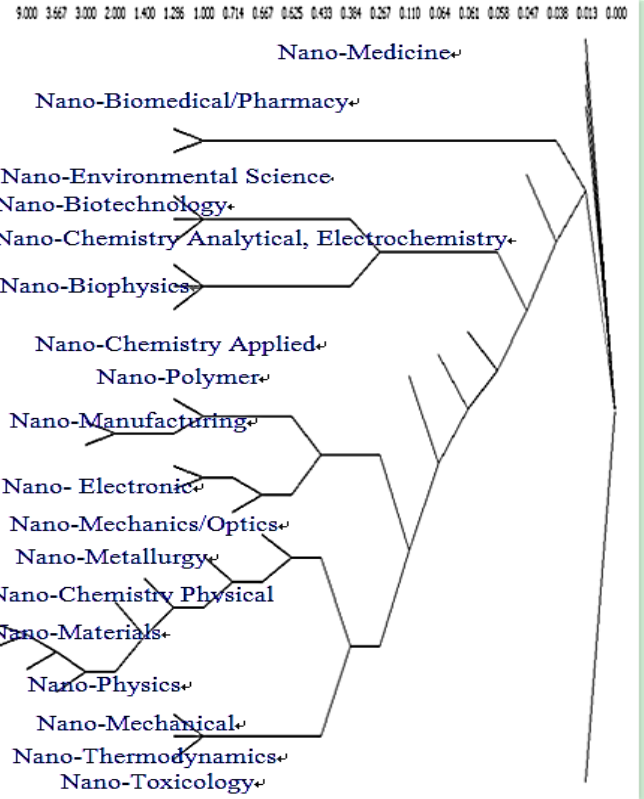 9.000 3.667 3.000 2.000 1.400 1.286 1.000 0.714 0.667 0.625 0.433 0.384 0.267 0.110 0.064 0.061 0.058 0.047 0.038 0.013 0.000
Nano-Medicine
Nano-Biomedical/Pharmacy
Nano-Environmental Science
Nano-Biotechnology
Nano-Chemistry Analytical, Electrochemistry
Nano-Biophysics
Nano-Chemistry Applied
Nano-Polymer
Nano-Manufacturing
Nano- Electronic
Nano-Mechanics/Optics
Nano-Metallurgy
Nano-Chemistry Physical
Nano-Materials
Nano-Physics
Nano-Mechanical
Nano-Thermodynamics
Nano-Toxicology